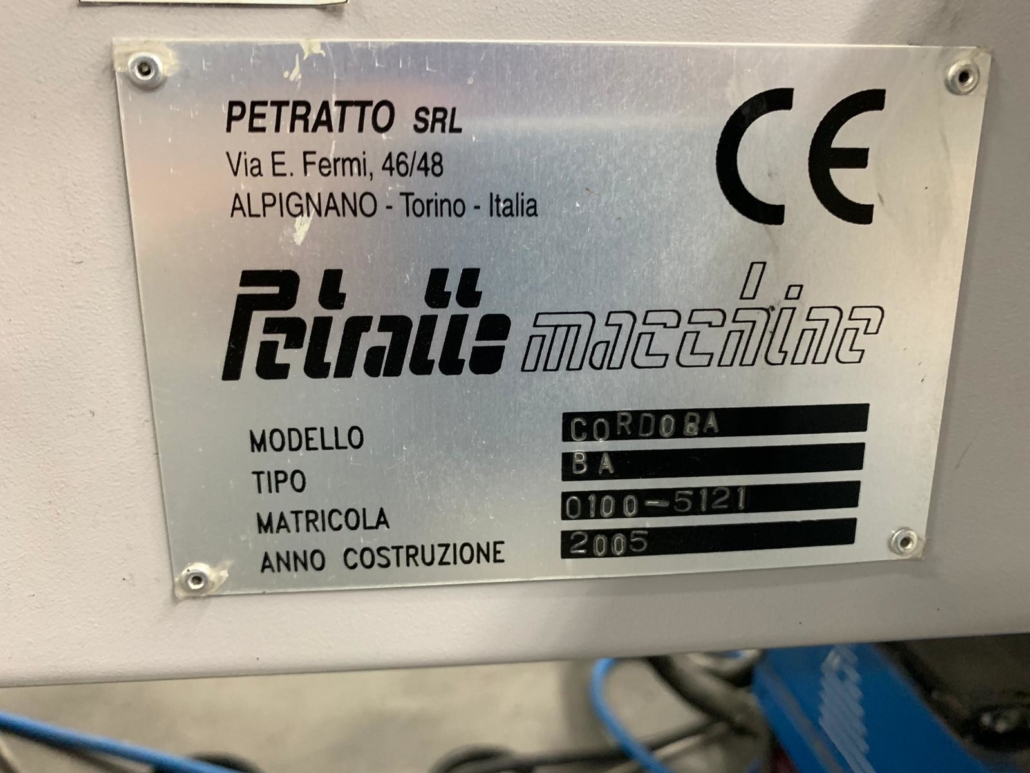 PETRATTO SRL
Via E. Fermi, 46/48
ALPIGNANO - Torino - Italia
CE
Petratto macchine
MODELLO CORDOBA
TIPO BA
MATRICOLA 0100-5121
ANNO COSTRUZIONE 2005